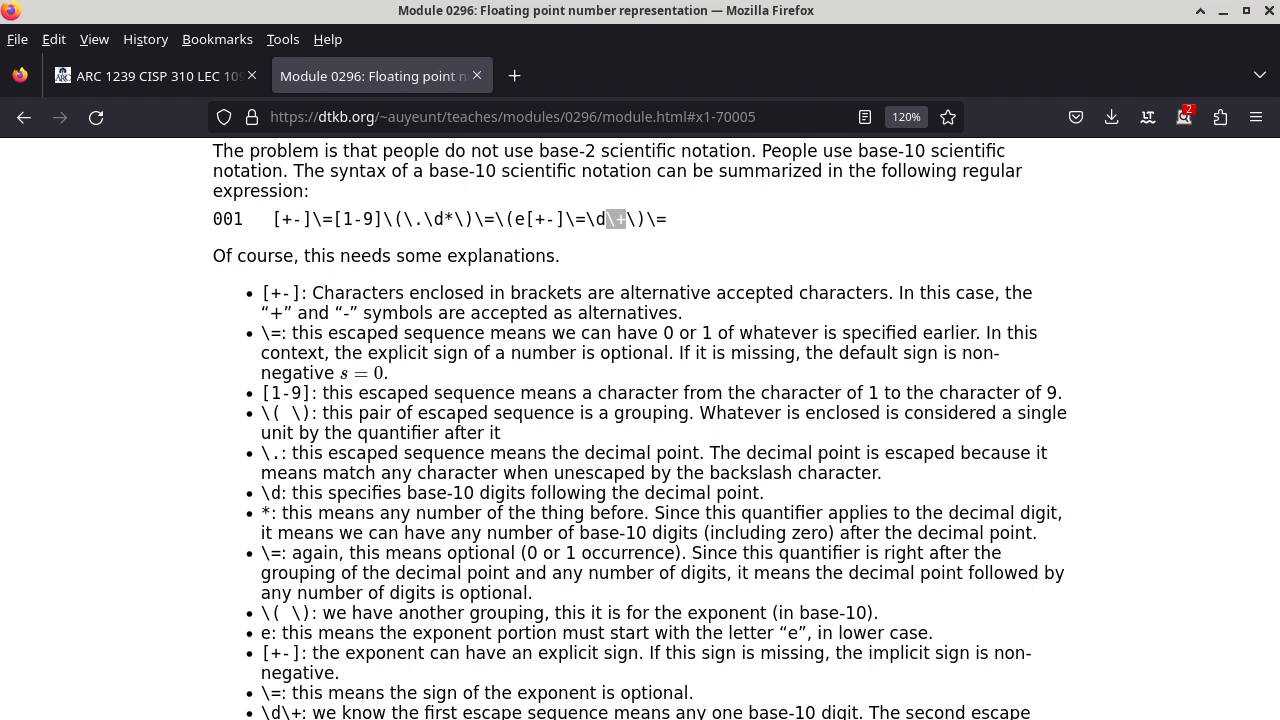 Module 0296: Floating point number representation — Mozilla Firefox
File Edit View History Bookmarks Tools Help
ARC 1239 CISP 310 LEC 109
Module 0296: Floating point n
https://dtkb.org/~auyeunt/teaches/modules/0296/module.html#x1-70005
120%
2
The problem is that people do not use base-2 scientific notation. People use base-10 scientific
notation. The syntax of a base-10 scientific notation can be summarized in the following regular
expression:
001 [+-]\=[1-9]\(\.\d*\)\=\(e[+-]\=\d\+\)\=
Of course, this needs some explanations.
• [+-]: Characters enclosed in brackets are alternative accepted characters. In this case, the
“+” and “-” symbols are accepted as alternatives.
• \=: this escaped sequence means we can have 0 or 1 of whatever is specified earlier. In this
context, the explicit sign of a number is optional. If it is missing, the default sign is non-
negative s = 0.
• [1-9]: this escaped sequence means a character from the character of 1 to the character of 9.
• \( \): this pair of escaped sequence is a grouping. Whatever is enclosed is considered a single
unit by the quantifier after it
• \.: this escaped sequence means the decimal point. The decimal point is escaped because it
means match any character when unescaped by the backslash character.
• \d: this specifies base-10 digits following the decimal point.
• *: this means any number of the thing before. Since this quantifier applies to the decimal digit,
it means we can have any number of base-10 digits (including zero) after the decimal point.
• \=: again, this means optional (0 or 1 occurrence). Since this quantifier is right after the
grouping of the decimal point and any number of digits, it means the decimal point followed by
any number of digits is optional.
• \( \): we have another grouping, this it is for the exponent (in base-10).
• e: this means the exponent portion must start with the letter “e”, in lower case.
• [+-]: the exponent can have an explicit sign. If this sign is missing, the implicit sign is non-
negative.
• \=: this means the sign of the exponent is optional.
• \d\+: we know the first escape sequence means any one base-10 digit. The second escape